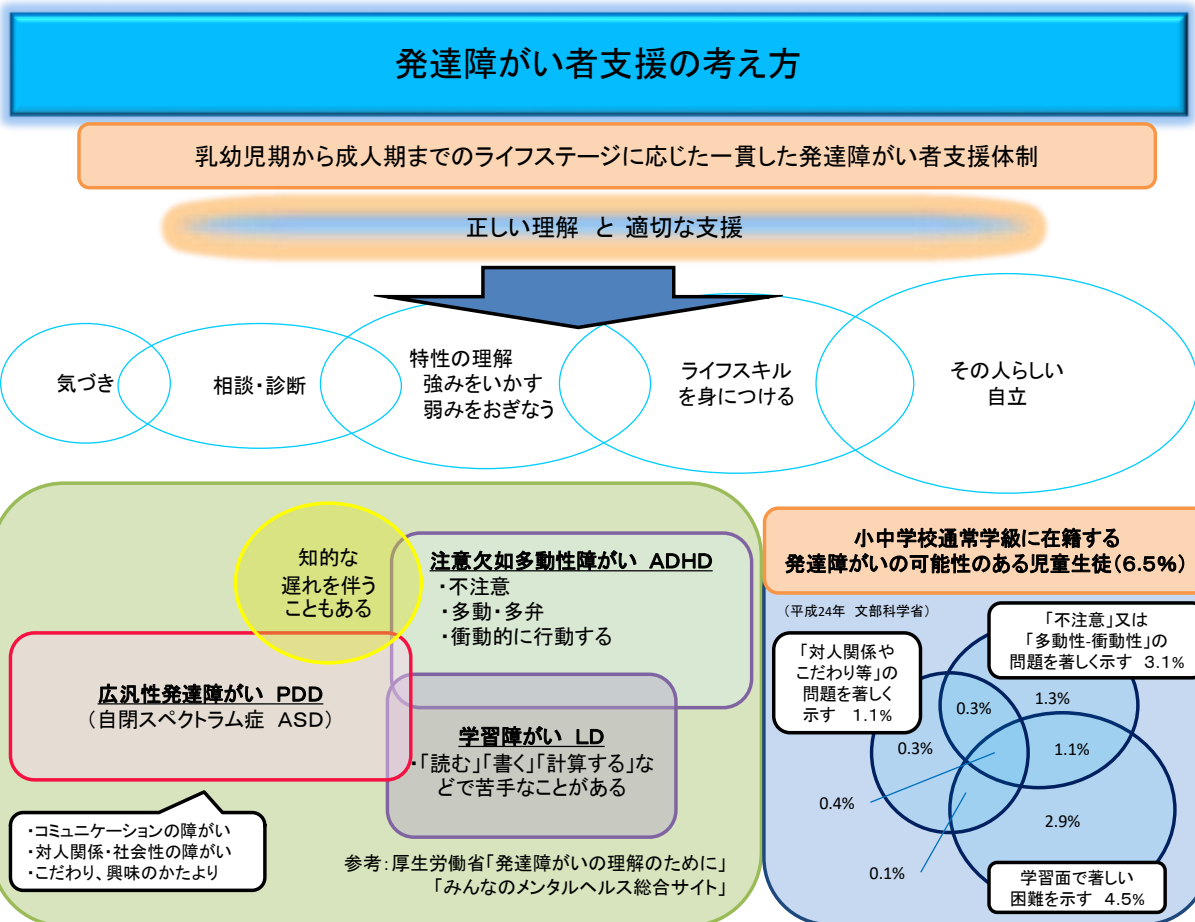 発達障がい者支援の考え方
乳幼児期から成人期までのライフステージに応じた一貫した発達障がい者支援体制
正しい理解 と 適切な支援
気づき
相談・診断
特性の理解
強みをいかす
弱みをおぎなう
ライフスキル
を身につける
その人らしい
自立
知的な
遅れを伴う
こともある
注意欠如多動性障がい ADHD
・不注意
・多動・多弁
・衝動的に行動する
広汎性発達障がい PDD
(自閉スペクトラム症 ASD)
学習障がい LD
・「読む」「書く」「計算する」な
どで苦手なことがある
・コミュニケーションの障がい
・対人関係・社会性の障がい
・こだわり、興味のかたより
参考:厚生労働省「発達障がいの理解のために」
「みんなのメンタルヘルス総合サイト」
小中学校通常学級に在籍する
発達障がいの可能性のある児童生徒(6.5%)
(平成24年 文部科学省)
「不注意」又は
「多動性-衝動性」の
問題を著しく示す 3.1%
「対人関係や
こだわり等」の
問題を著しく
示す 1.1%
0.3%
1.3%
0.3%
1.1%
0.4%
2.9%
0.1%
学習面で著しい
困難を示す 4.5%